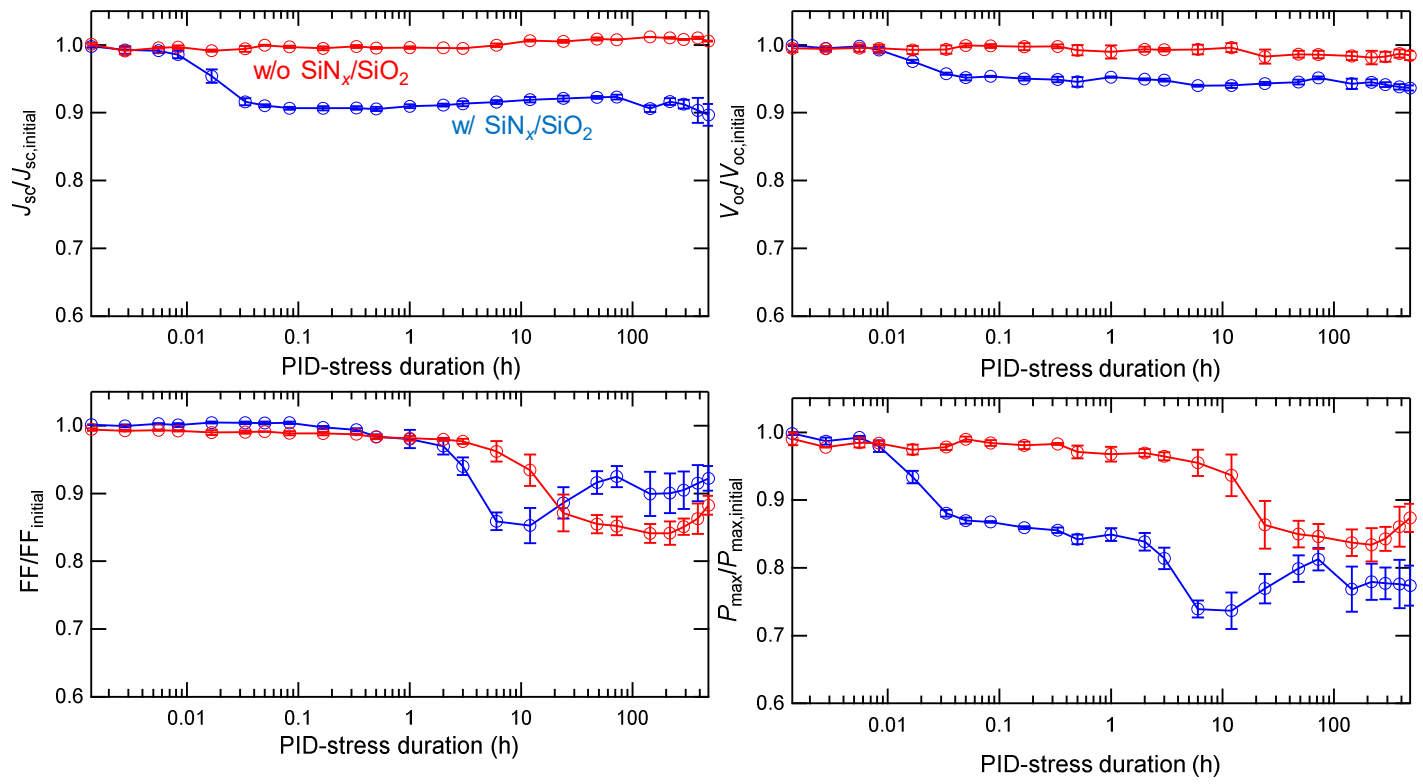 1.0
0.9
0.8
0.7
0.6
Jsc/Jsc,initial
w/o SiNx/SiO2
w/ SiNx/SiO2
0.01 0.1 1 10 100
PID-stress duration (h)
1.0
0.9
0.8
0.7
0.6
Voc/Voc,initial
0.01 0.1 1 10 100
PID-stress duration (h)
1.0
0.9
0.8
0.7
0.6
FF/FFinitial
0.01 0.1 1 10 100
PID-stress duration (h)
1.0
0.9
0.8
0.7
0.6
Pmax/Pmax,initial
0.01 0.1 1 10 100
PID-stress duration (h)